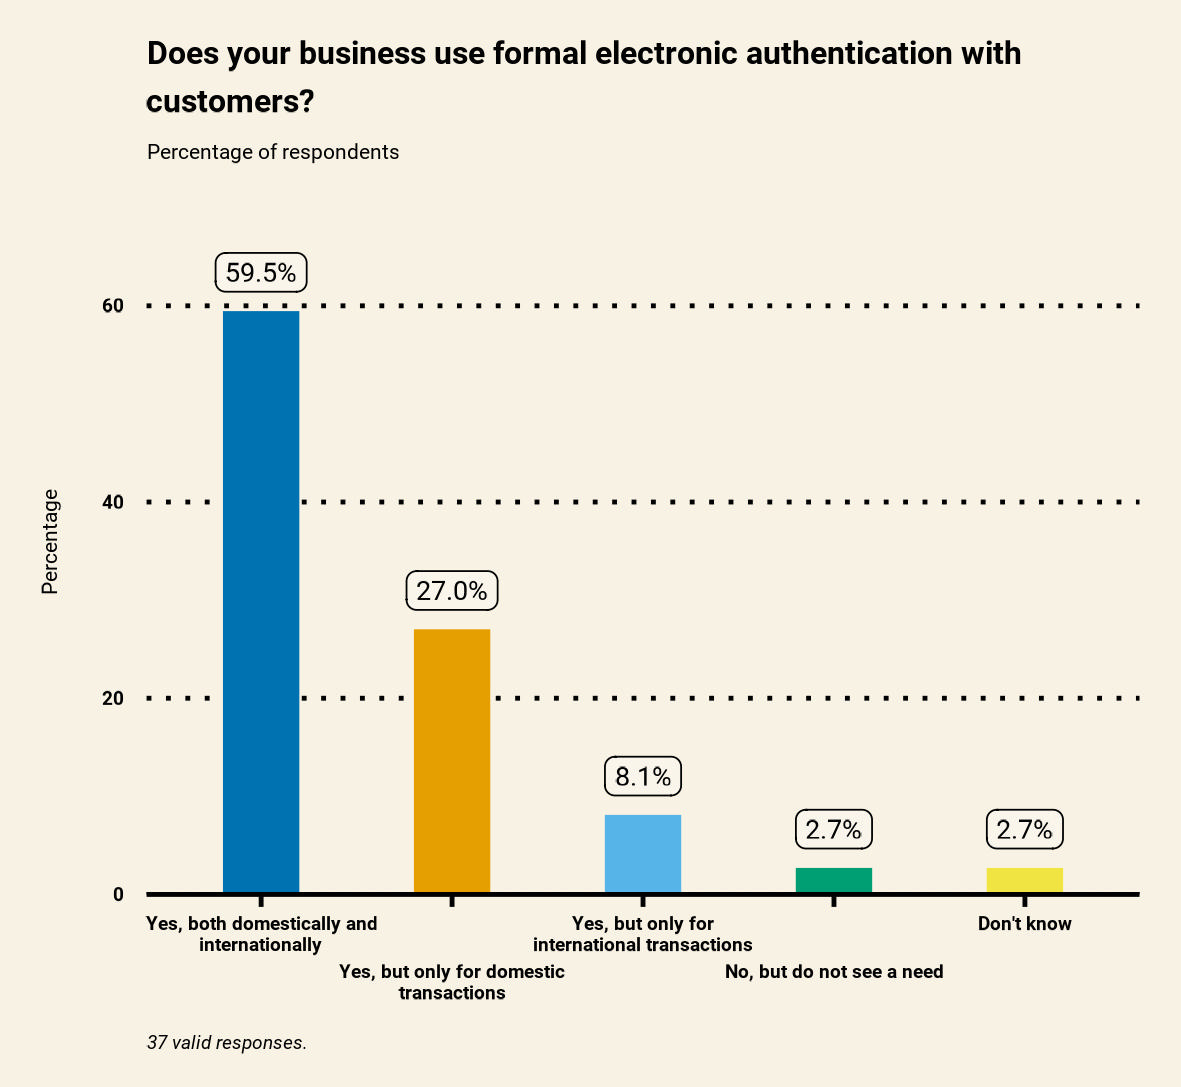 Does your business use formal electronic authentication with
customers?
Percentage of respondents
59.5%
60
40
Percentage
27.0%
20
8.1%
2.7%
2.7%
0
Yes, both domestically and
internationally
Yes, but only for domestic
transactions
Yes, but only for
international transactions
No, but do not see a need
Don't know
37 valid responses.